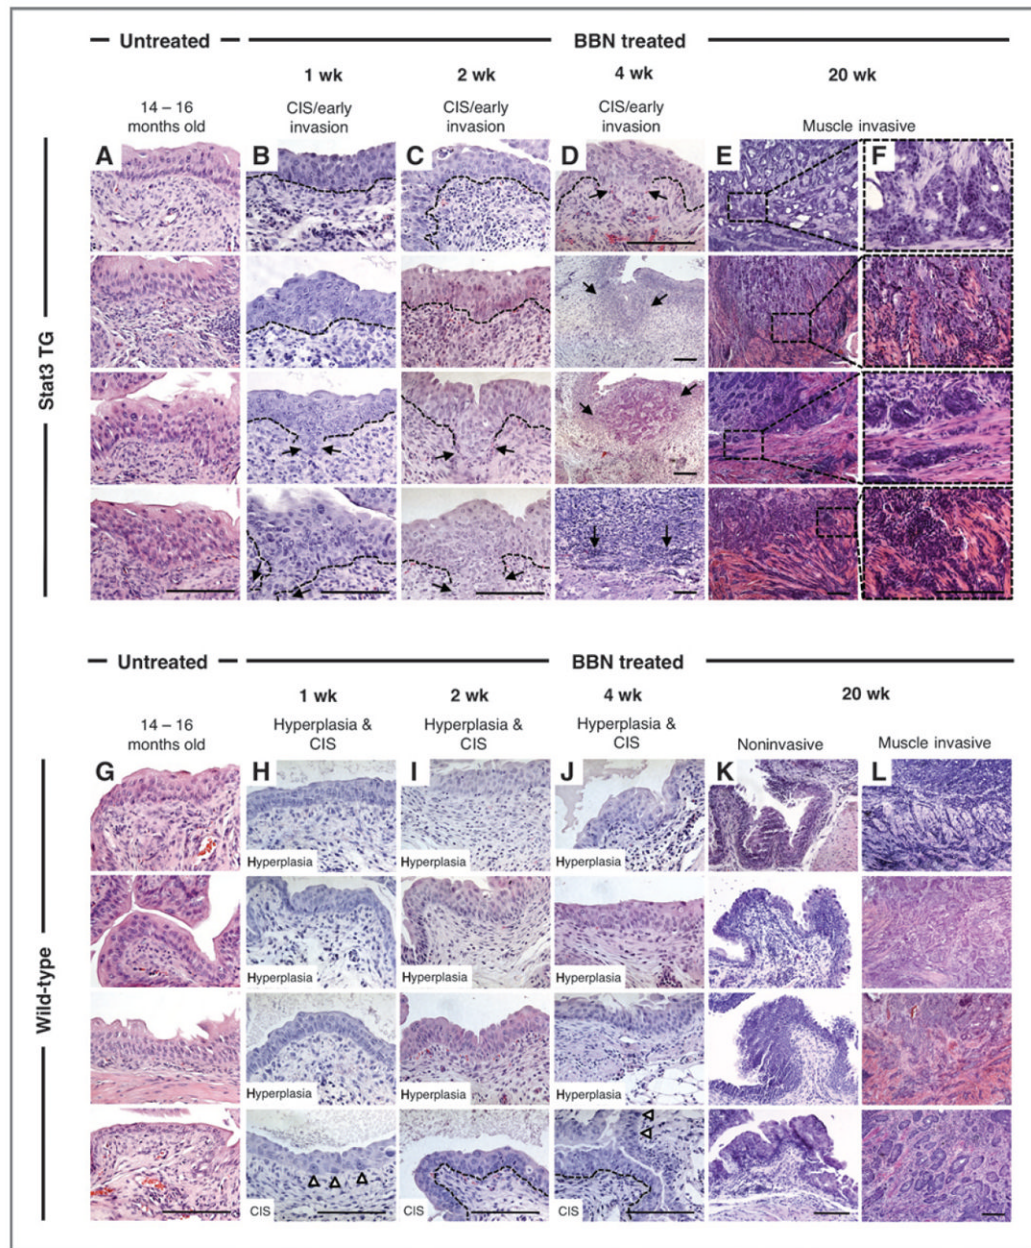 Untreated BBN treated
1 wk 2 wk 4 wk 20 wk
14 – 16 months old
CIS/early invasion
CIS/early invasion
CIS/early invasion
Muscle invasive
A B C D E F
Stat3 TG
Untreated BBN treated
1 wk 2 wk 4 wk 20 wk
14 – 16 months old
Hyperplasia & CIS
Hyperplasia & CIS
Hyperplasia & CIS
Noninvasive
Muscle invasive
G H I J K L
Hyperplasia Hyperplasia Hyperplasia
Hyperplasia Hyperplasia Hyperplasia
Wild-type
Hyperplasia Hyperplasia Hyperplasia
CIS CIS CIS